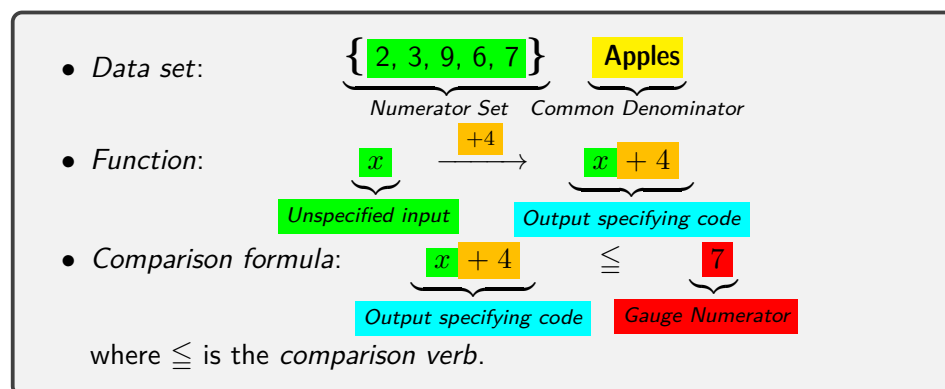 • Data set: { 2, 3, 9, 6, 7 } Apples
Numerator Set Common Denominator
+4
• Function: x ⟶ x + 4
Unspecified input Output specifying code
• Comparison formula: x + 4 ≦ 7
Output specifying code Gauge Numerator
where ≦ is the comparison verb.